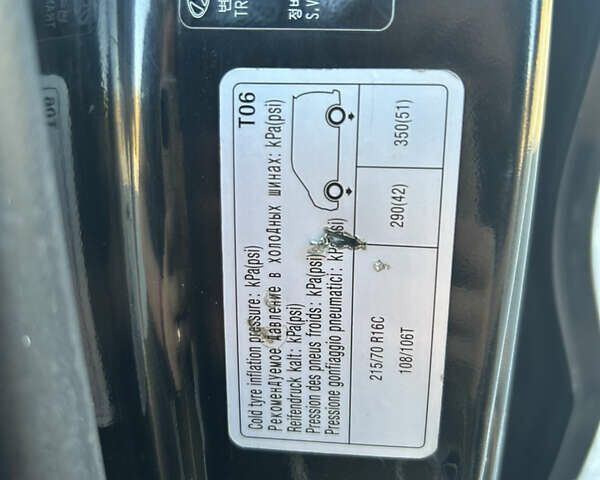 T06
Cold tyre inflation pressure: kPa(psi)
Рекомендуемое давление в холодных шинах: kPa(psi)
Reifendruck kalt: kPa(psi)
Pression des pneus froids: kPa(psi)
Pressione gonfiaggio pneumatici: kPa(psi)
215/70 R16C
108/106T
290(42)
350(51)
T06